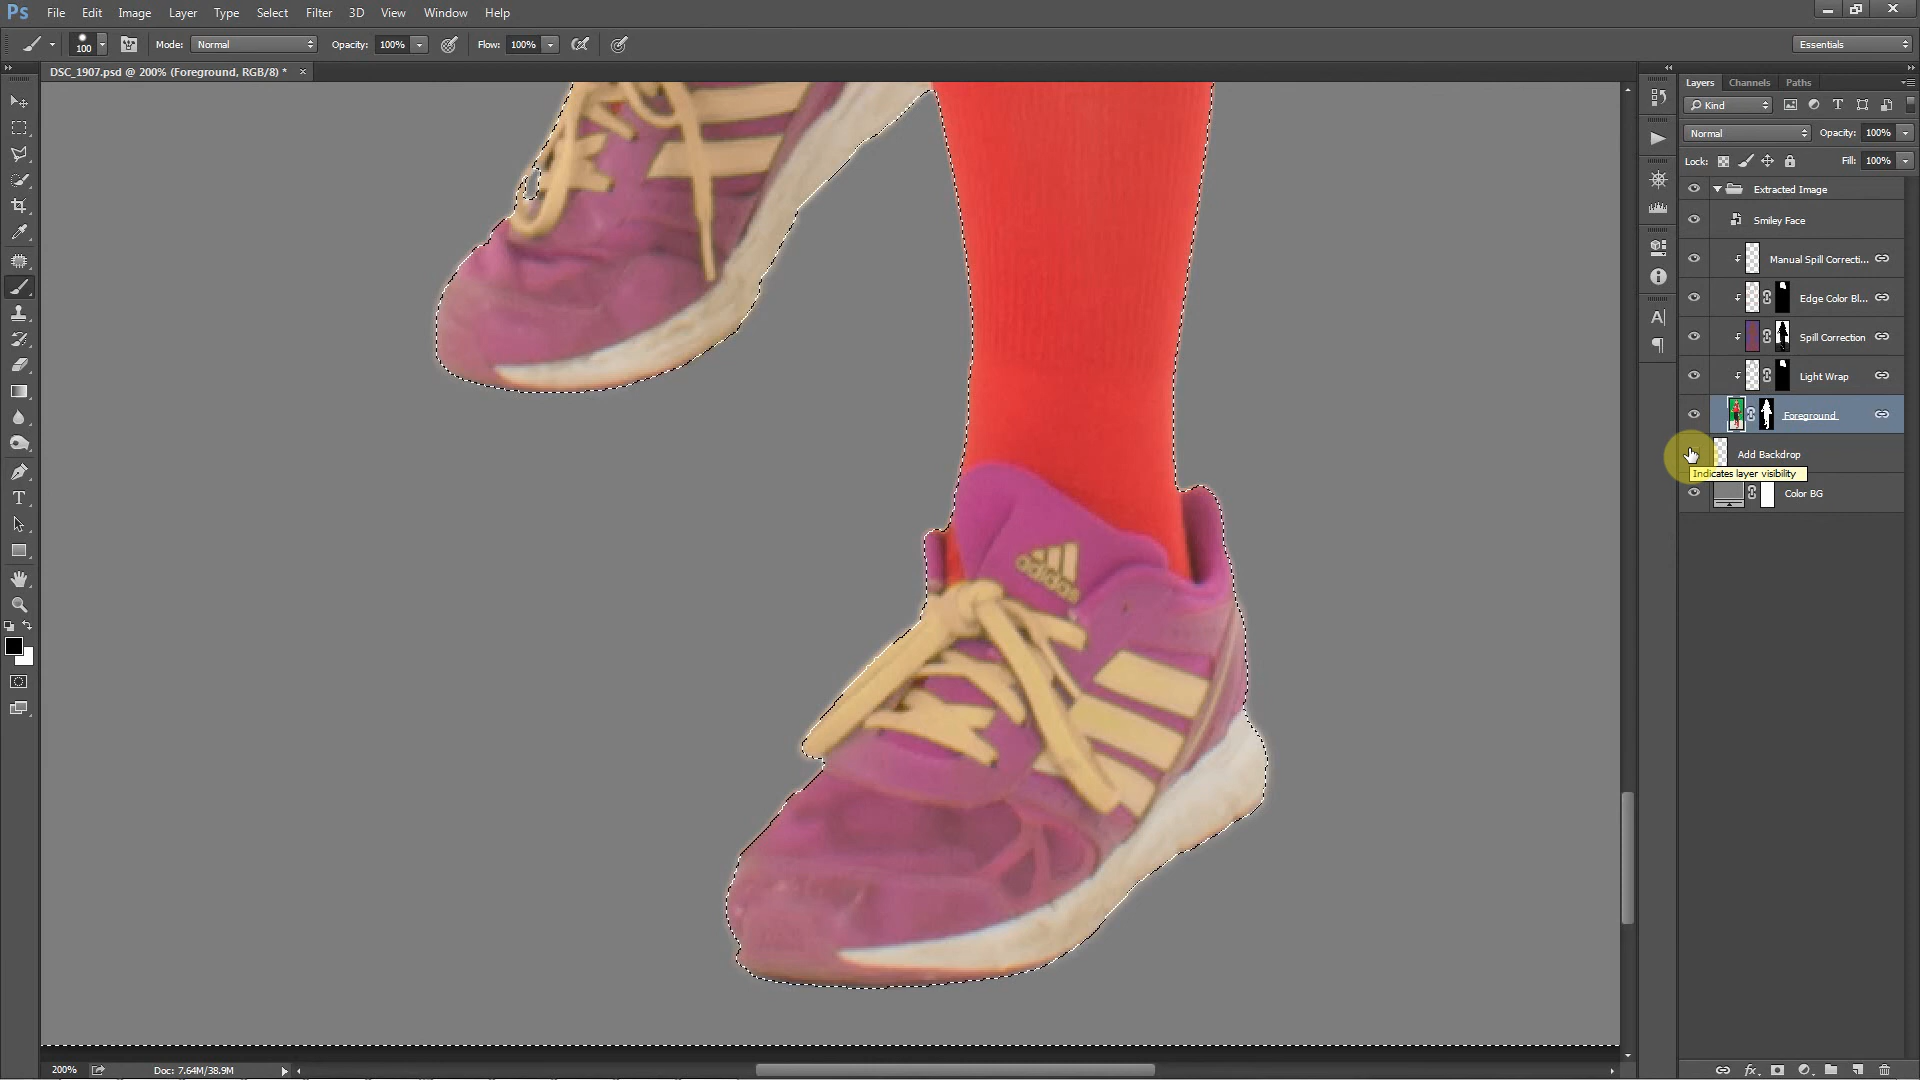 Ps File Edit Image Layer Type Select Filter 3D View Window Help
100 Mode: Normal Opacity: 100% Flow: 100% Essentials
DSC_1907.psd @ 200% (Foreground, RGB/8) * ×
Layers Channels Paths
Kind
Normal Opacity: 100%
Lock: Fill: 100%
Extracted Image
Smiley Face
Manual Spill Correcti...
Edge Color Bl...
Spill Correction
Light Wrap
Foreground
Add Backdrop
Indicates layer visibility
Color BG
adidas
200% Doc: 7.64M/38.9M